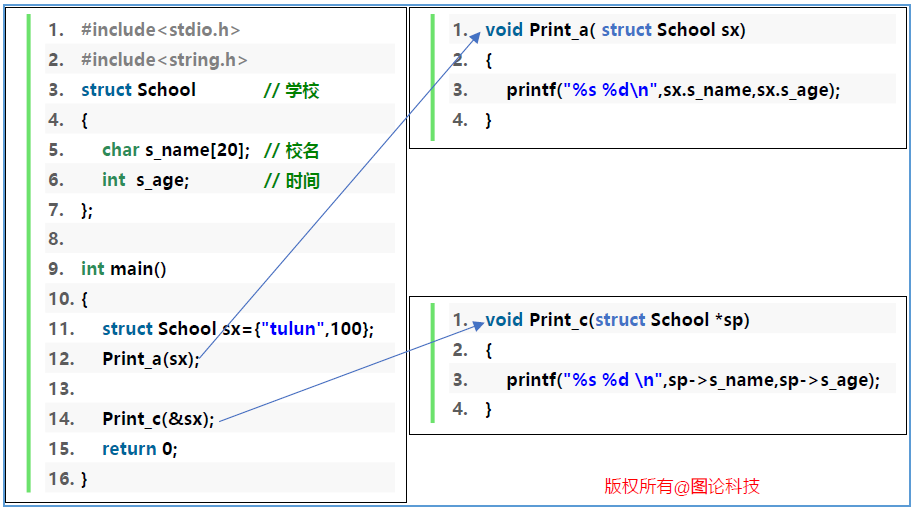 1. #include<stdio.h>
2. #include<string.h>
3. struct School // 学校
4. {
5. char s_name[20]; // 校名
6. int s_age; // 时间
7. };
8.
9. int main()
10. {
11. struct School sx={"tulun",100};
12. Print_a(sx);
13.
14. Print_c(&sx);
15. return 0;
16. }
1. void Print_a( struct School sx)
2. {
3. printf("%s %d\n",sx.s_name,sx.s_age);
4. }
1. void Print_c(struct School *sp)
2. {
3. printf("%s %d \n",sp->s_name,sp->s_age);
4. }
版权所有@图论科技